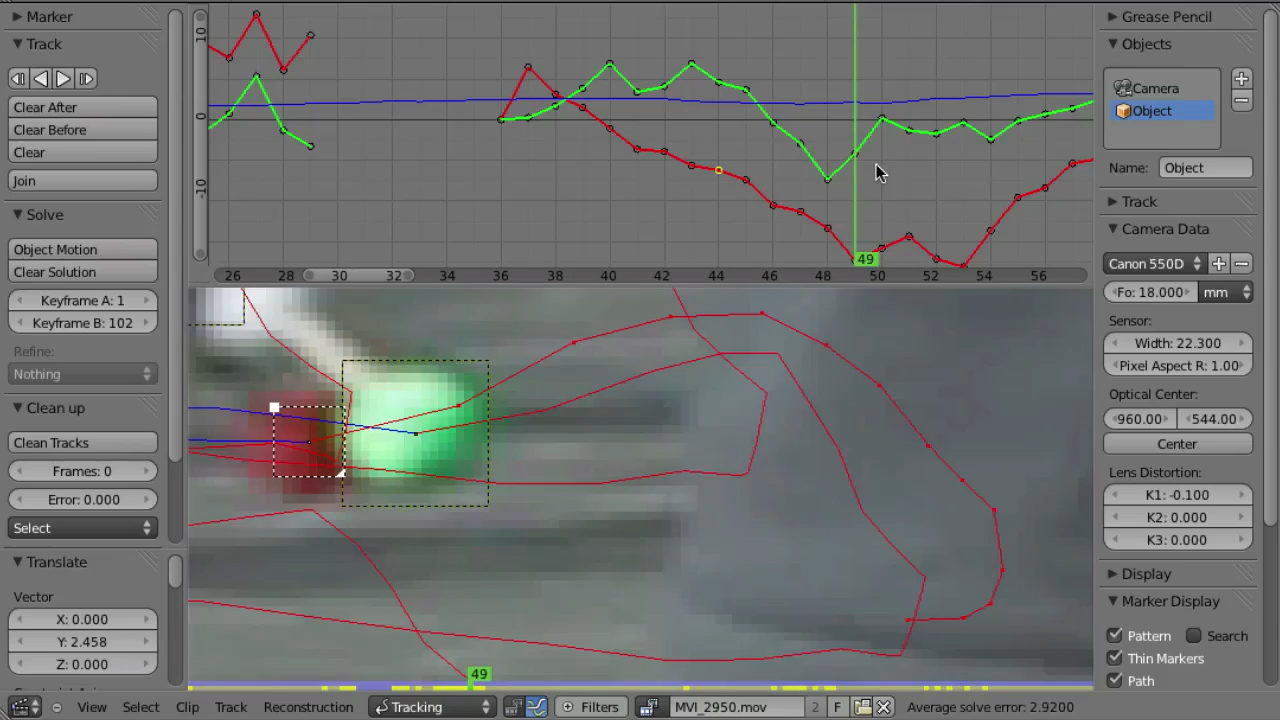 Marker
Track
Clear After
Clear Before
Clear
Join
Solve
Object Motion
Clear Solution
Keyframe A: 1
Keyframe B: 102
Refine:
Nothing
Clean up
Clean Tracks
Frames: 0
Error: 0.000
Select
Translate
Vector
X: 0.000
Y: 2.458
Z: 0.000
10
0
-10
49
26 28 30 32 34 36 38 40 42 44 46 48 50 52 54 56
49
Grease Pencil
Objects
Camera
Object
Name: Object
Track
Camera Data
Canon 550D
Fo: 18.000 mm
Sensor:
Width: 22.300
Pixel Aspect R: 1.00
Optical Center:
960.00 544.00
Center
Lens Distortion:
K1: -0.100
K2: 0.000
K3: 0.000
Display
Marker Display
Pattern Search
Thin Markers
Path
View Select Clip Track Reconstruction Tracking Filters MVI_2950.mov 2 F Average solve error: 2.9200